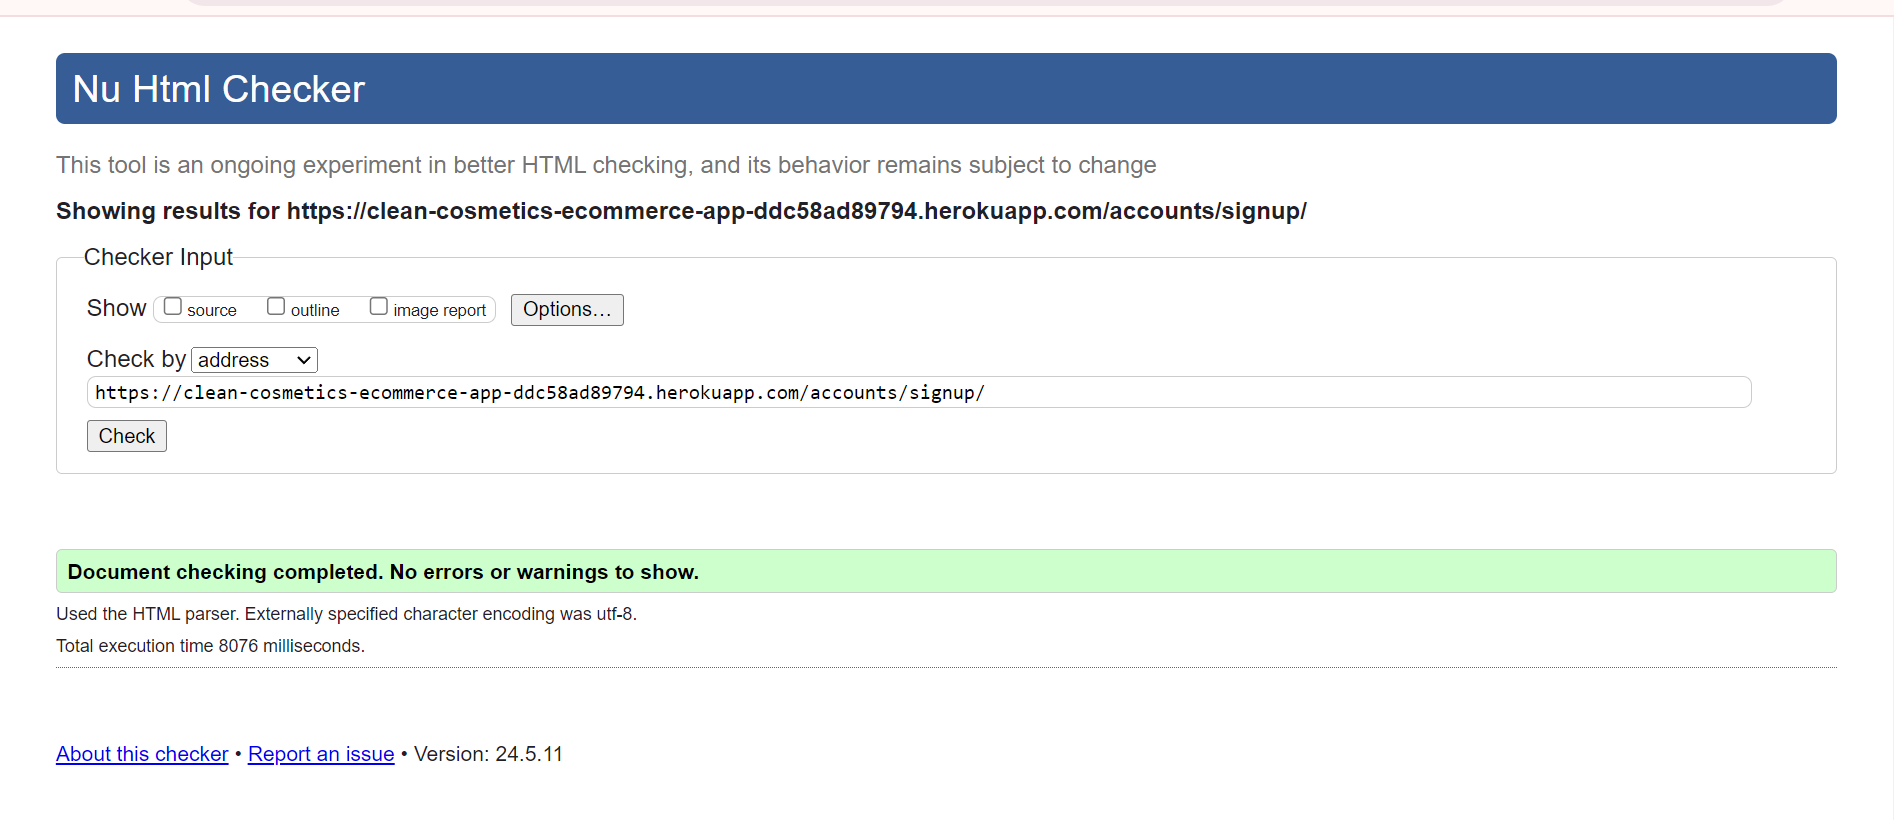 Nu Html Checker
This tool is an ongoing experiment in better HTML checking, and its behavior remains subject to change
Showing results for https://clean-cosmetics-ecommerce-app-ddc58ad89794.herokuapp.com/accounts/signup/
Checker Input
Show source outline image report Options...
Check by address
https://clean-cosmetics-ecommerce-app-ddc58ad89794.herokuapp.com/accounts/signup/
Check
Document checking completed. No errors or warnings to show.
Used the HTML parser. Externally specified character encoding was utf-8.
Total execution time 8076 milliseconds.
About this checker • Report an issue • Version: 24.5.11